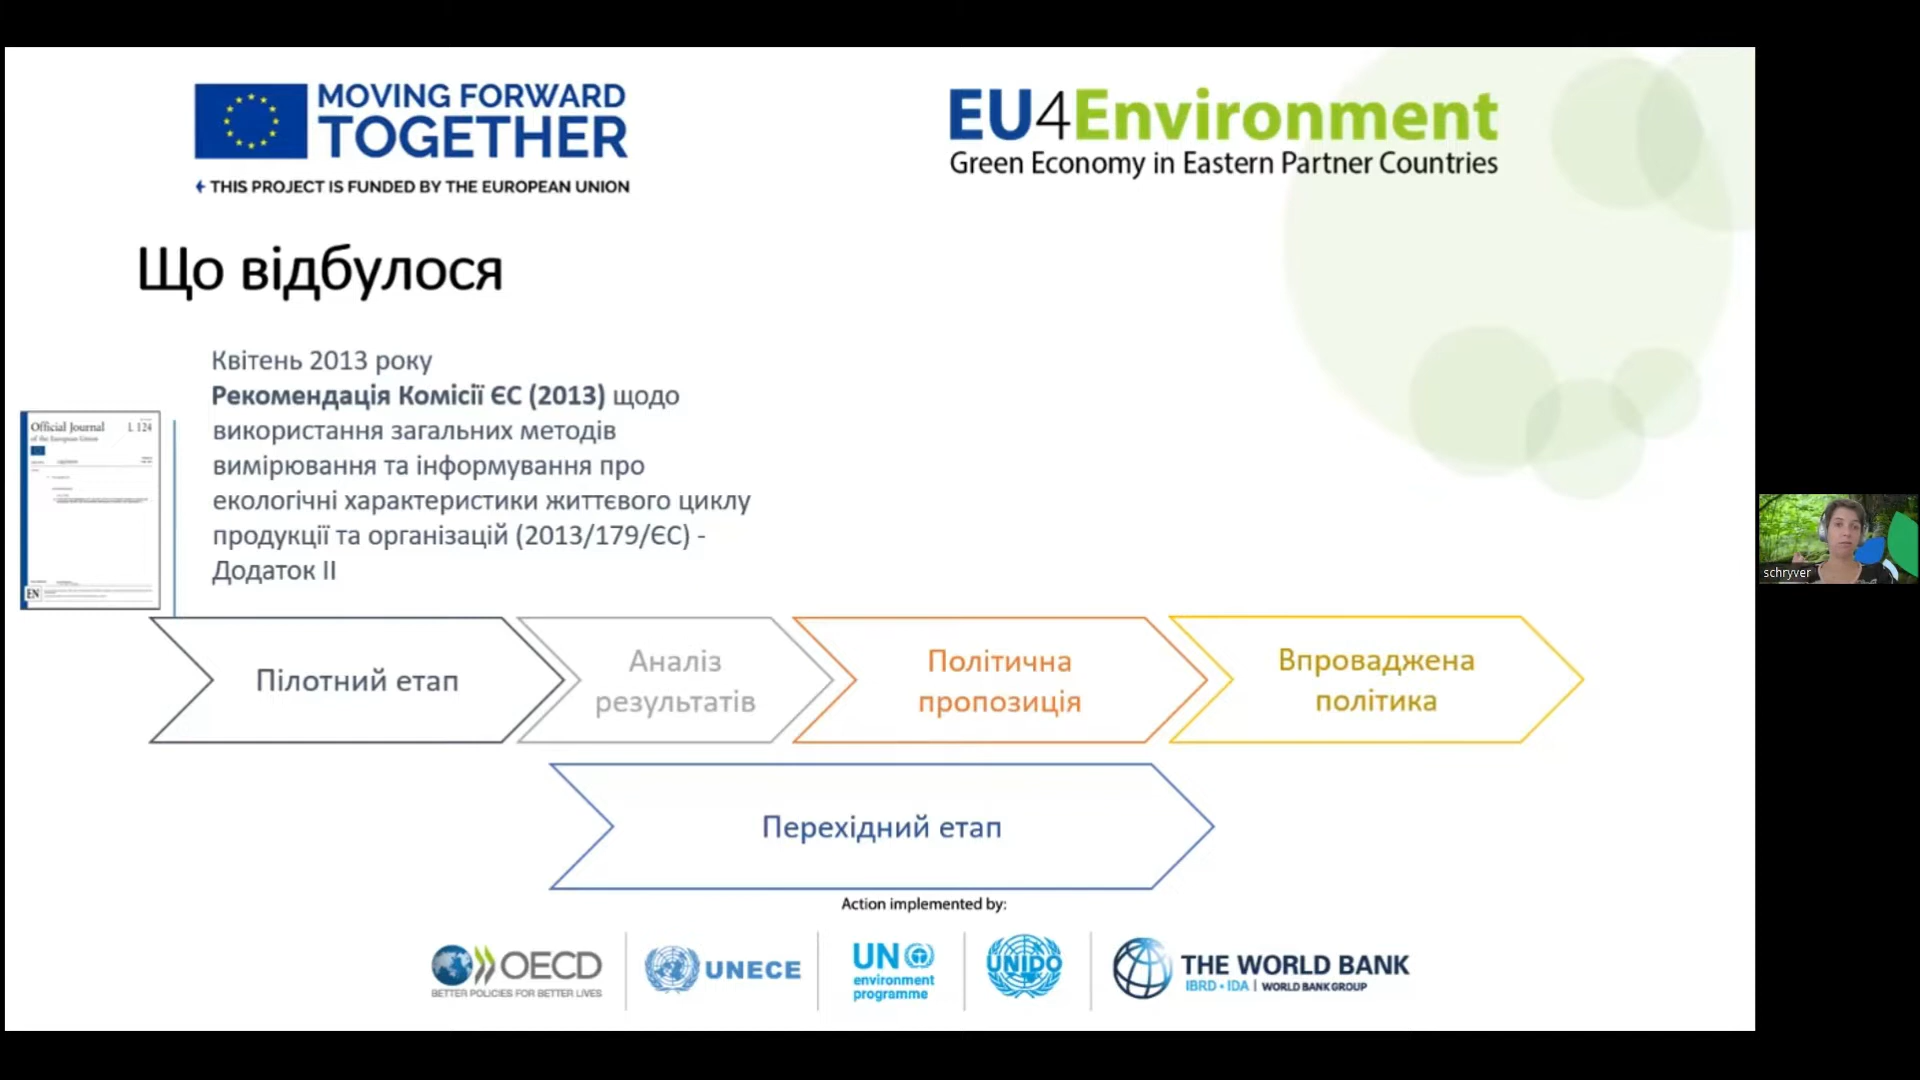 MOVING FORWARD
TOGETHER
THIS PROJECT IS FUNDED BY THE EUROPEAN UNION
EU4Environment
Green Economy in Eastern Partner Countries
Що відбулося
Квітень 2013 року
Рекомендація Комісії ЄС (2013) щодо
використання загальних методів
вимірювання та інформування про
екологічні характеристики життєвого циклу
продукції та організацій (2013/179/ЄС) -
Додаток II
Official Journal L 124
of the European Union
EN
schryver
Пілотний етап
Аналіз
результатів
Політична
пропозиція
Впроваджена
політика
Перехідний етап
Action implemented by:
OECD
BETTER POLICIES FOR BETTER LIVES
UNECE
UN
environment
programme
UNIDO
THE WORLD BANK
IBRD • IDA | WORLD BANK GROUP